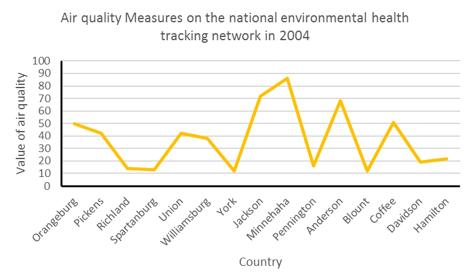 Air quality Measures on the national environmental health
tracking network in 2004
Value of air quality
100
90
80
70
60
50
40
30
20
10
0
Orangeburg
Pickens
Richland
Spartanburg
Union
Williamsburg
York
Jackson
Minnehaha
Pennington
Anderson
Blount
Coffee
Davidson
Hamilton
Country